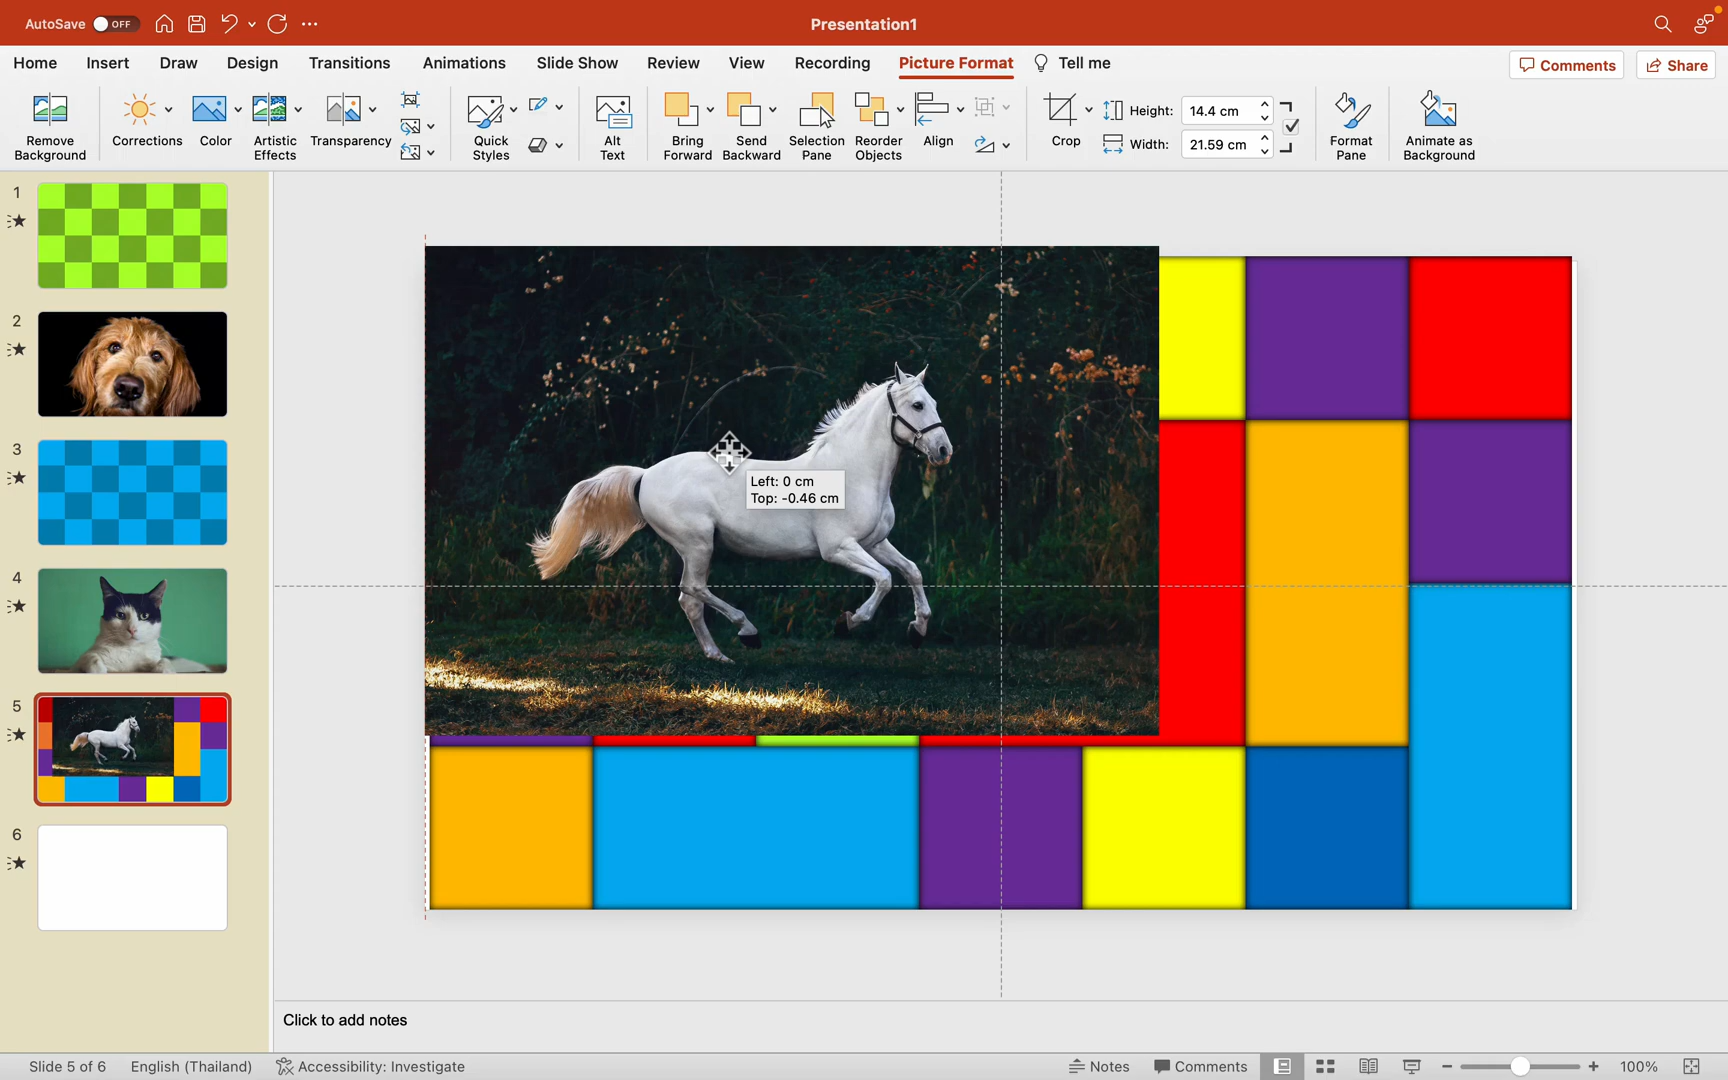 AutoSave OFF
Presentation1
Home Insert Draw Design Transitions Animations Slide Show Review View Recording Picture Format Tell me
Comments Share
Remove Background
Corrections
Color
Artistic Effects
Transparency
Quick Styles
Alt Text
Bring Forward
Send Backward
Selection Pane
Reorder Objects
Align
Crop
Height: 14.4 cm
Width: 21.59 cm
Format Pane
Animate as Background
1
2
3
4
5
6
Left: 0 cm
Top: -0.46 cm
Click to add notes
Slide 5 of 6 English (Thailand) Accessibility: Investigate Notes Comments 100%